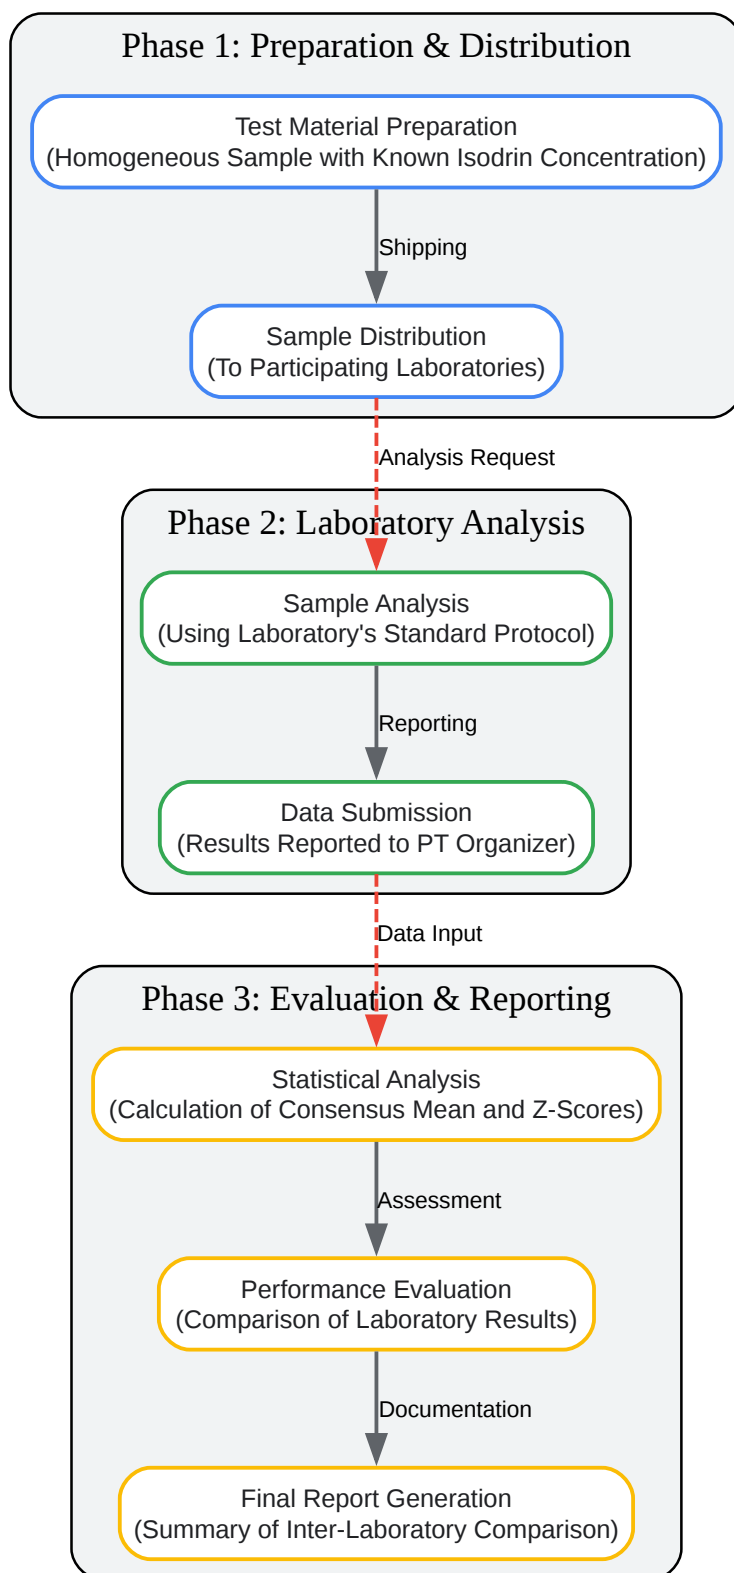 Phase 1: Preparation & Distribution
Test Material Preparation
(Homogeneous Sample with Known Isodrin Concentration)
Shipping
Sample Distribution
(To Participating Laboratories)
Analysis Request
Phase 2: Laboratory Analysis
Sample Analysis
(Using Laboratory's Standard Protocol)
Reporting
Data Submission
(Results Reported to PT Organizer)
Data Input
Phase 3: Evaluation & Reporting
Statistical Analysis
(Calculation of Consensus Mean and Z-Scores)
Assessment
Performance Evaluation
(Comparison of Laboratory Results)
Documentation
Final Report Generation
(Summary of Inter-Laboratory Comparison)